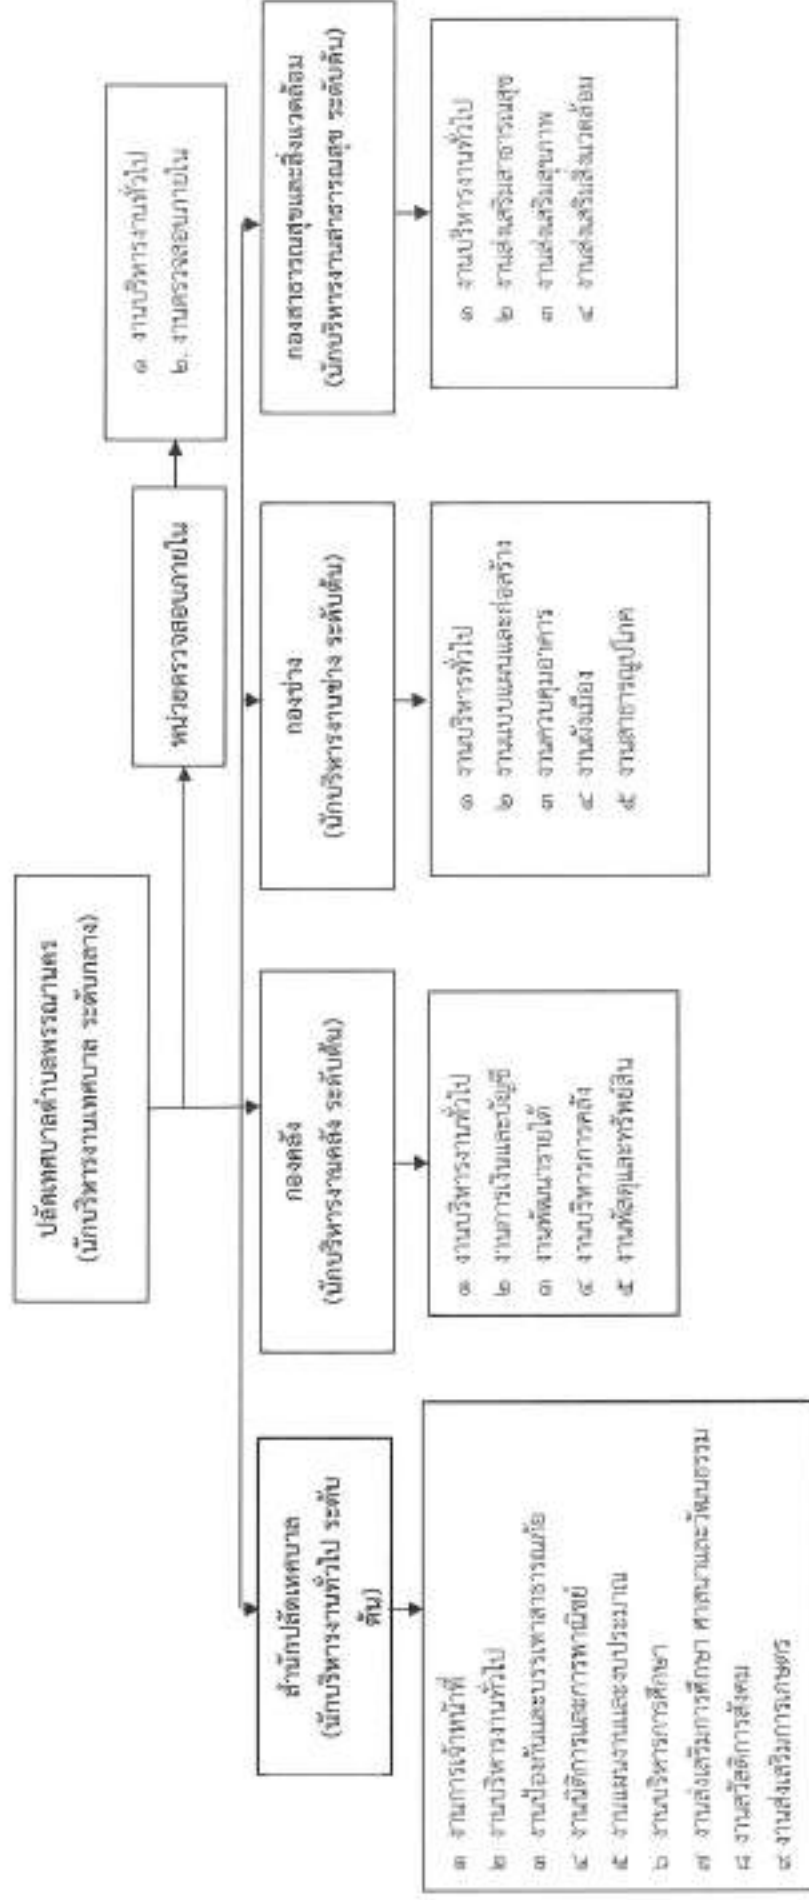 ปลัดเทศบาลตำบลพรรณานคร
(นักบริหารงานเทศบาล ระดับกลาง)
หน่วยตรวจสอบภายใน
๑. งานบริหารงานทั่วไป
๒. งานตรวจสอบภายใน
สำนักปลัดเทศบาล
(นักบริหารงานทั่วไป ระดับ
ต้น)
๑ งานการเจ้าหน้าที่
๒ งานบริหารงานทั่วไป
๓ งานป้องกันและบรรเทาสาธารณภัย
๔ งานนิติการและการพาณิชย์
๕ งานแผนงานและงบประมาณ
๖ งานบริหารการศึกษา
๗ งานส่งเสริมการศึกษา ศาสนาและวัฒนธรรม
๘ งานสวัสดิการสังคม
๙ งานส่งเสริมการเกษตร
กองคลัง
(นักบริหารงานคลัง ระดับต้น)
๑ งานบริหารงานทั่วไป
๒ งานการเงินและบัญชี
๓ งานพัฒนารายได้
๔ งานบริหารการคลัง
๕ งานพัสดุและทรัพย์สิน
กองช่าง
(นักบริหารงานช่าง ระดับต้น)
๑ งานบริหารทั่วไป
๒ งานแบบแผนและก่อสร้าง
๓ งานควบคุมอาคาร
๔ งานผังเมือง
๕ งานสาธารณูปโภค
กองสาธารณสุขและสิ่งแวดล้อม
(นักบริหารงานสาธารณสุข ระดับต้น)
๑ งานบริหารงานทั่วไป
๒ งานส่งเสริมสาธารณสุข
๓ งานส่งเสริมสุขภาพ
๔ งานส่งเสริมสิ่งแวดล้อม